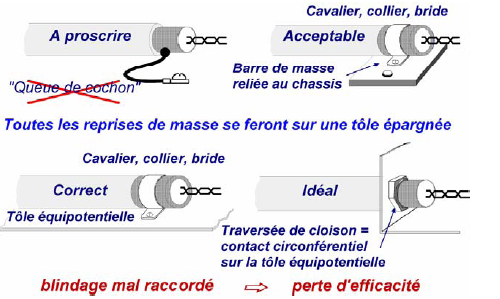 A proscrire
"Queue de cochon"
Cavalier, collier, bride
Acceptable
Barre de masse
reliée au chassis
Toutes les reprises de masse se feront sur une tôle épargnée
Cavalier, collier, bride
Correct
Tôle équipotentielle
Idéal
Traversée de cloison =
contact circonférentiel
sur la tôle équipotentielle
blindage mal raccordé ⇨ perte d'efficacité